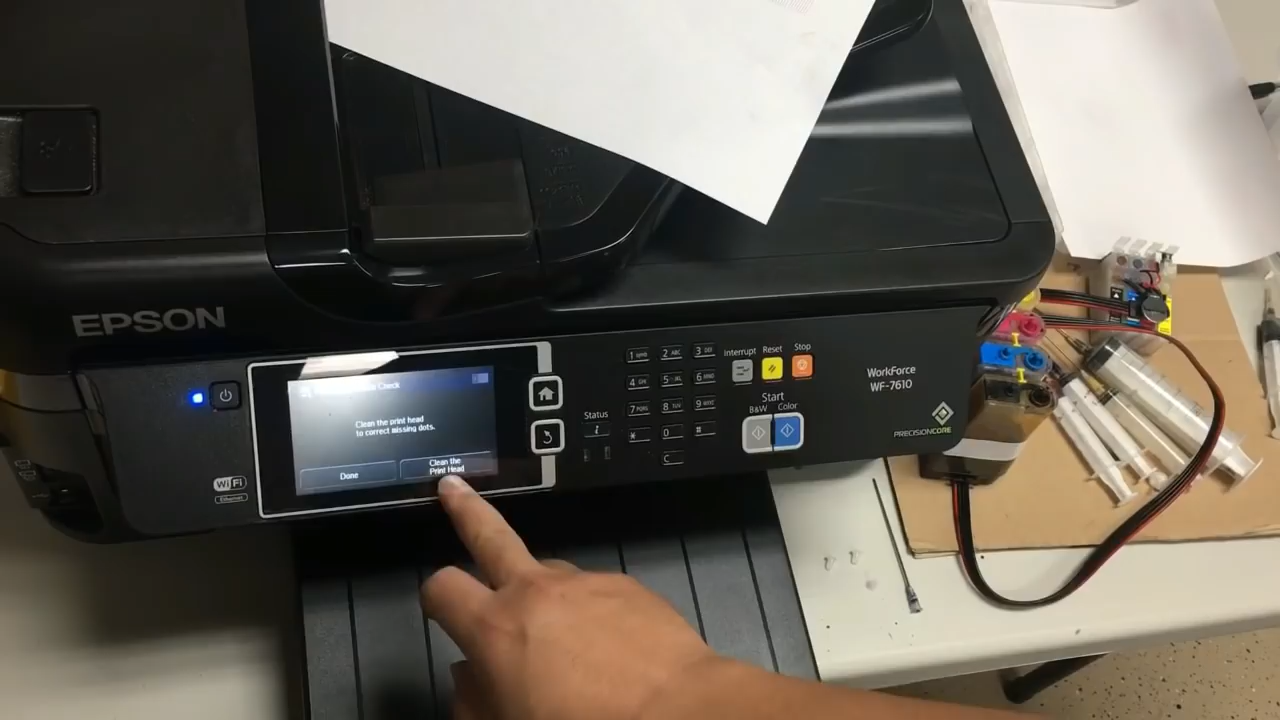 EPSON
Check
Clean the print head
to correct missing dots.
Done
Clean the
Print Head
WiFi
Ethernet
Status
1
2 ABC
3 DEF
4 GHI
5 JKL
6 MNO
7 PQRS
8 TUV
9 WXYZ
*
0
#
C
Interrupt
Reset
Stop
Start
B&W
Color
WorkForce
WF-7610
PRECISIONCORE